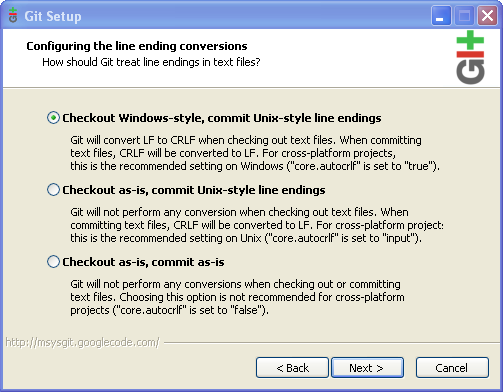 Git Setup
Configuring the line ending conversions
How should Git treat line endings in text files?
Git
Checkout Windows-style, commit Unix-style line endings
Git will convert LF to CRLF when checking out text files. When committing
text files, CRLF will be converted to LF. For cross-platform projects,
this is the recommended setting on Windows ("core.autocrlf" is set to "true").
Checkout as-is, commit Unix-style line endings
Git will not perform any conversion when checking out text files. When
committing text files, CRLF will be converted to LF. For cross-platform project:
this is the recommended setting on Unix ("core.autocrlf" is set to "input").
Checkout as-is, commit as-is
Git will not perform any conversions when checking out or committing
text files. Choosing this option is not recommended for cross-platform
projects ("core.autocrlf" is set to "false").
http://msysgit.googlecode.com/
< Back
Next >
Cancel